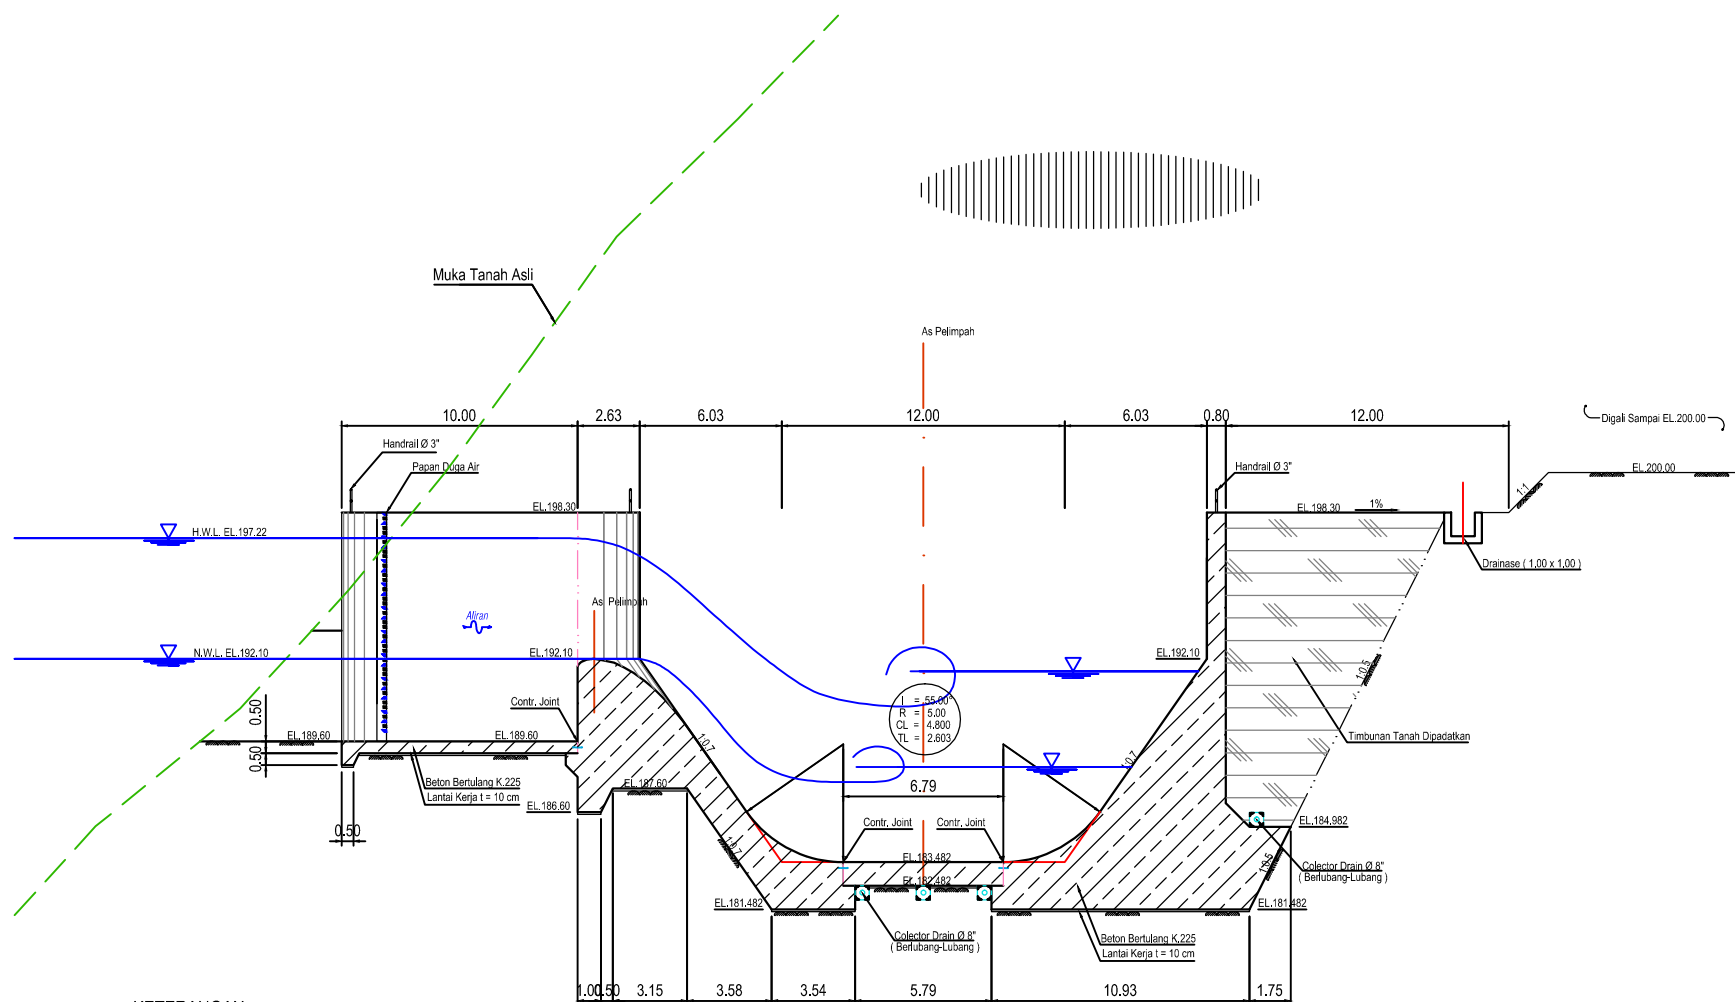 Muka Tanah Asli
As Pelimpah
10.00
2.63
6.03
12.00
6.03
0.80
12.00
Digali Sampai EL.200.00
Handrail Ø 3"
Papan Duga Air
Handrail Ø 3"
EL.200.00
1:1
EL.198.30
EL.198.30
1%
H.W.L. EL.197.22
Drainase ( 1,00 x 1,00 )
As Pelimpah
Aliran
N.W.L. EL.192.10
EL.192.10
EL.192.10
1:0.5
I = 55.00°
R = 5.00
CL = 4.800
TL = 2.603
Contr. Joint
0.50
EL.189.60
EL.189.60
1:0.7
1:0.7
Timbunan Tanah Dipadatkan
0.50
Beton Bertulang K.225
Lantai Kerja t = 10 cm
EL.187.60
EL.186.60
6.79
0.50
Contr. Joint
Contr. Joint
EL.184.982
1:0.7
EL.183.482
EL.182.482
1:0.5
Colector Drain Ø 8"
( Berlubang-Lubang )
EL.181.482
EL.181.482
Colector Drain Ø 8"
( Berlubang-Lubang )
Beton Bertulang K.225
Lantai Kerja t = 10 cm
1.00
0.50
3.15
3.58
3.54
5.79
10.93
1.75